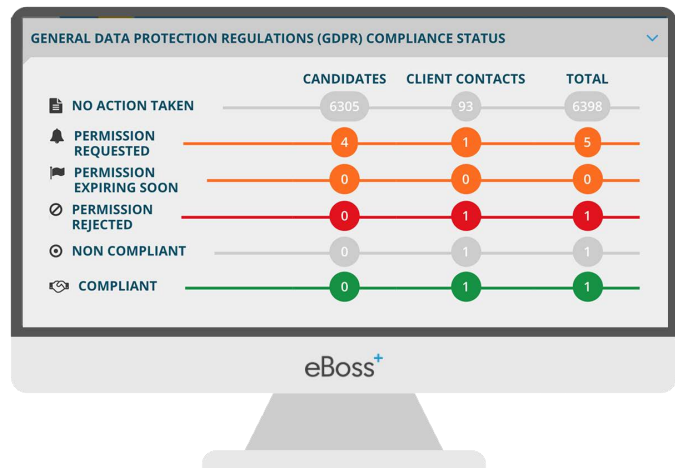 GENERAL DATA PROTECTION REGULATIONS (GDPR) COMPLIANCE STATUS
CANDIDATES CLIENT CONTACTS TOTAL
NO ACTION TAKEN 6305 93 6398
PERMISSION
REQUESTED 4 1 5
PERMISSION
EXPIRING SOON 0 0 0
PERMISSION
REJECTED 0 1 1
NON COMPLIANT 0 1 1
COMPLIANT 0 1 1
eBoss+